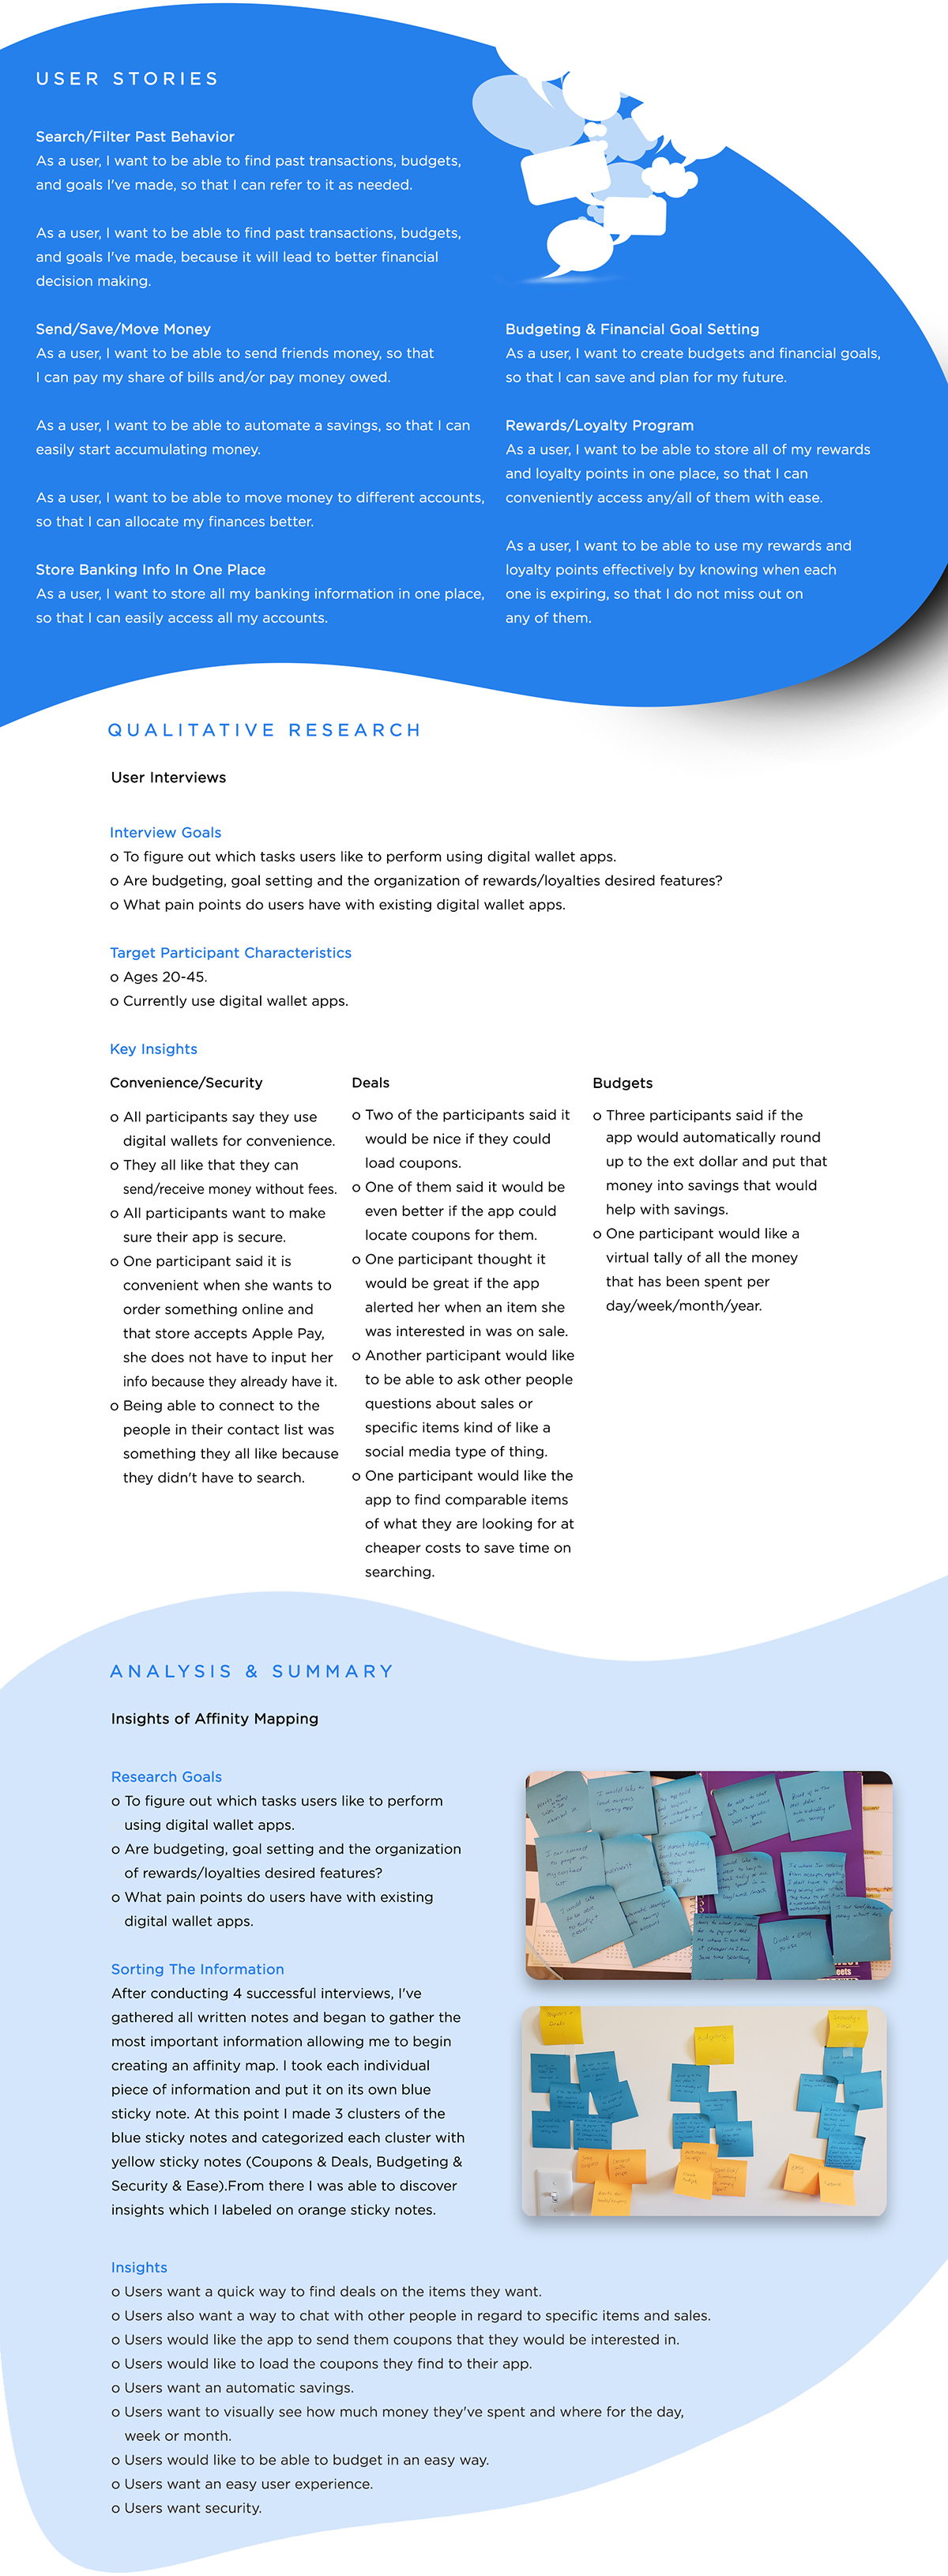 USER STORIES
Search/Filter Past Behavior
As a user, I want to be able to find past transactions, budgets,
and goals I've made, so that I can refer to it as needed.
As a user, I want to be able to find past transactions, budgets,
and goals I've made, because it will lead to better financial
decision making.
Send/Save/Move Money
As a user, I want to be able to send friends money, so that
I can pay my share of bills and/or pay money owed.
As a user, I want to be able to automate a savings, so that I can
easily start accumulating money.
As a user, I want to be able to move money to different accounts,
so that I can allocate my finances better.
Store Banking Info In One Place
As a user, I want to store all my banking information in one place,
so that I can easily access all my accounts.
Budgeting & Financial Goal Setting
As a user, I want to create budgets and financial goals,
so that I can save and plan for my future.
Rewards/Loyalty Program
As a user, I want to be able to store all of my rewards
and loyalty points in one place, so that I can
conveniently access any/all of them with ease.
As a user, I want to be able to use my rewards and
loyalty points effectively by knowing when each
one is expiring, so that I do not miss out on
any of them.
QUALITATIVE RESEARCH
User Interviews
Interview Goals
o To figure out which tasks users like to perform using digital wallet apps.
o Are budgeting, goal setting and the organization of rewards/loyalties desired features?
o What pain points do users have with existing digital wallet apps.
Target Participant Characteristics
o Ages 20-45.
o Currently use digital wallet apps.
Key Insights
Convenience/Security
o All participants say they use
digital wallets for convenience.
o They all like that they can
send/receive money without fees.
o All participants want to make
sure their app is secure.
o One participant said it is
convenient when she wants to
order something online and
that store accepts Apple Pay,
she does not have to input her
info because they already have it.
o Being able to connect to the
people in their contact list was
something they all like because
they didn't have to search.
Deals
o Two of the participants said it
would be nice if they could
load coupons.
o One of them said it would be
even better if the app could
locate coupons for them.
o One participant thought it
would be great if the app
alerted her when an item she
was interested in was on sale.
o Another participant would like
to be able to ask other people
questions about sales or
specific items kind of like a
social media type of thing.
o One participant would like the
app to find comparable items
of what they are looking for at
cheaper costs to save time on
searching.
Budgets
o Three participants said if the
app would automatically round
up to the ext dollar and put that
money into savings that would
help with savings.
o One participant would like a
virtual tally of all the money
that has been spent per
day/week/month/year.
ANALYSIS & SUMMARY
Insights of Affinity Mapping
Research Goals
o To figure out which tasks users like to perform
using digital wallet apps.
o Are budgeting, goal setting and the organization
of rewards/loyalties desired features?
o What pain points do users have with existing
digital wallet apps.
Sorting The Information
After conducting 4 successful interviews, I've
gathered all written notes and began to gather the
most important information allowing me to begin
creating an affinity map. I took each individual
piece of information and put it on its own blue
sticky note. At this point I made 3 clusters of the
blue sticky notes and categorized each cluster with
yellow sticky notes (Coupons & Deals, Budgeting &
Security & Ease).From there I was able to discover
insights which I labeled on orange sticky notes.
Insights
o Users want a quick way to find deals on the items they want.
o Users also want a way to chat with other people in regard to specific items and sales.
o Users would like the app to send them coupons that they would be interested in.
o Users would like to load the coupons they find to their app.
o Users want an automatic savings.
o Users want to visually see how much money they've spent and where for the day,
week or month.
o Users would like to be able to budget in an easy way.
o Users want an easy user experience.
o Users want security.